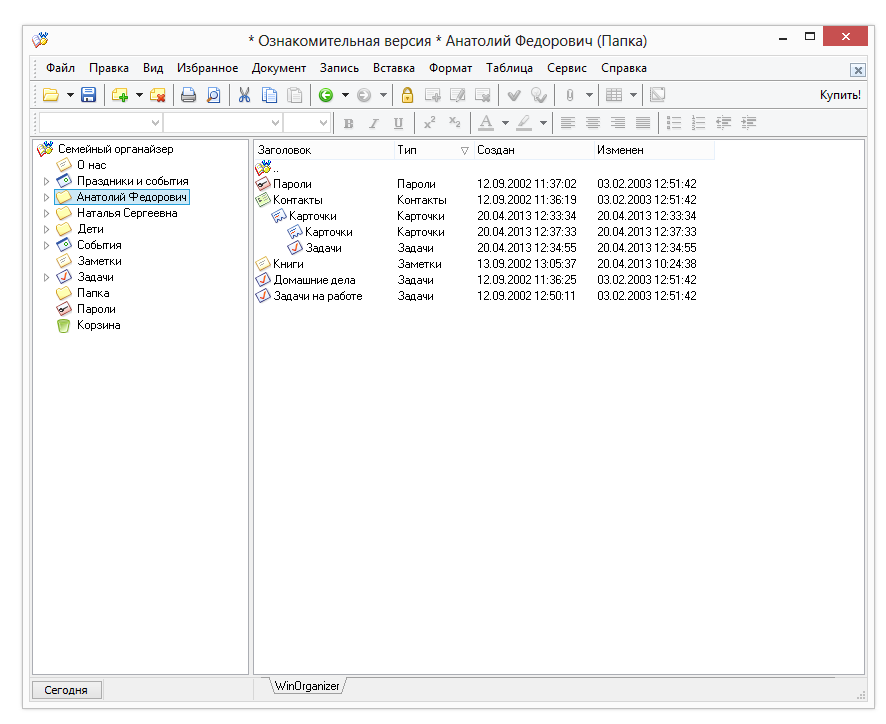 * Ознакомительная версия * Анатолий Федорович (Папка)
Файл Правка Вид Избранное Документ Запись Вставка Формат Таблица Сервис Справка
Купить!
B I U x² x₂ A
Семейный органайзер
О нас
Праздники и события
Анатолий Федорович
Наталья Сергеевна
Дети
События
Заметки
Задачи
Папка
Пароли
Корзина
Заголовок Тип Создан Изменен
..
Пароли Пароли 12.09.2002 11:37:02 03.02.2003 12:51:42
Контакты Контакты 12.09.2002 11:36:19 03.02.2003 12:51:42
Карточки Карточки 20.04.2013 12:33:34 20.04.2013 12:33:34
Карточки Карточки 20.04.2013 12:37:33 20.04.2013 12:37:33
Задачи Задачи 20.04.2013 12:34:55 20.04.2013 12:34:55
Книги Заметки 13.09.2002 13:05:37 20.04.2013 10:24:38
Домашние дела Задачи 12.09.2002 11:36:25 03.02.2003 12:51:42
Задачи на работе Задачи 12.09.2002 12:50:11 03.02.2003 12:51:42
Сегодня
WinOrganizer